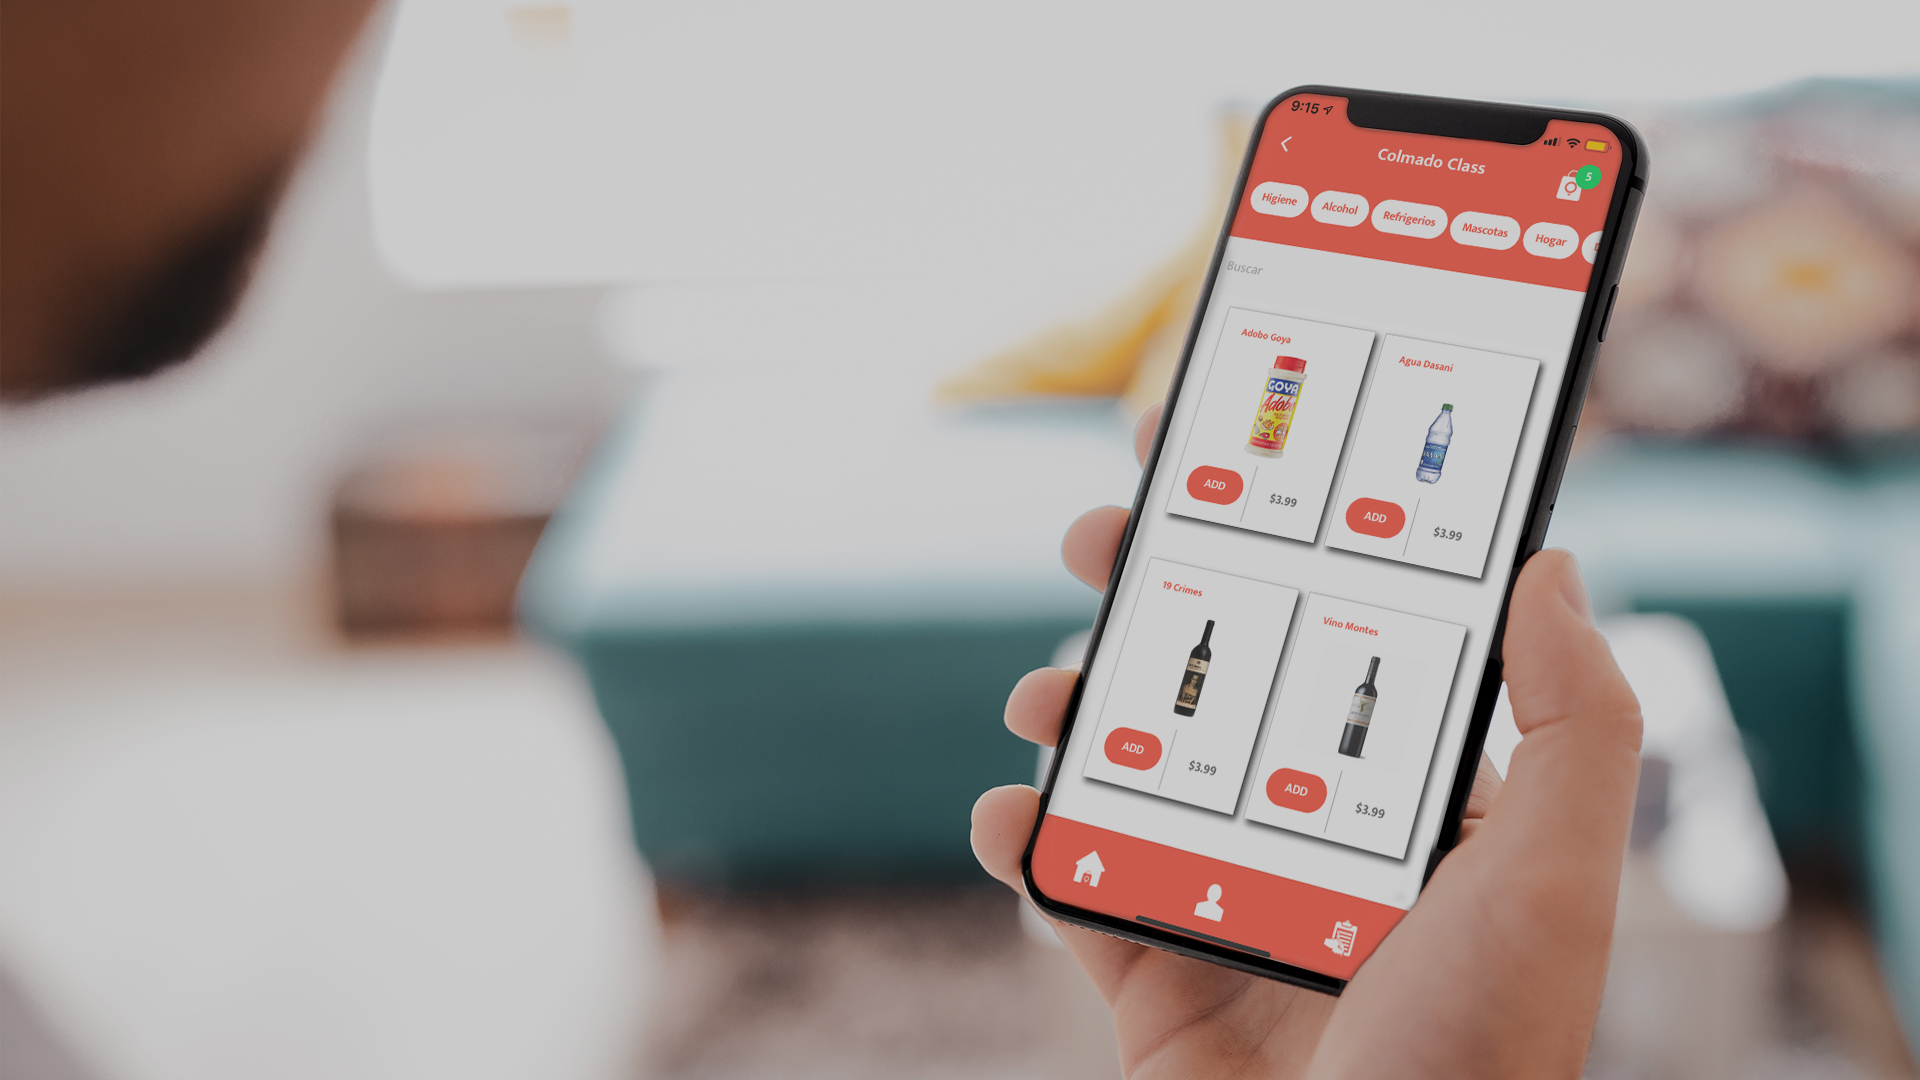 9:15
Colmado Class
5
Higiene Alcohol Refrigerios Mascotas Hogar
Buscar
Adobo Goya
GOYA
Adobo
ADD $3.99
Agua Dasani
DASANI
ADD $3.99
19 Crimes
ADD $3.99
Vino Montes
ADD $3.99